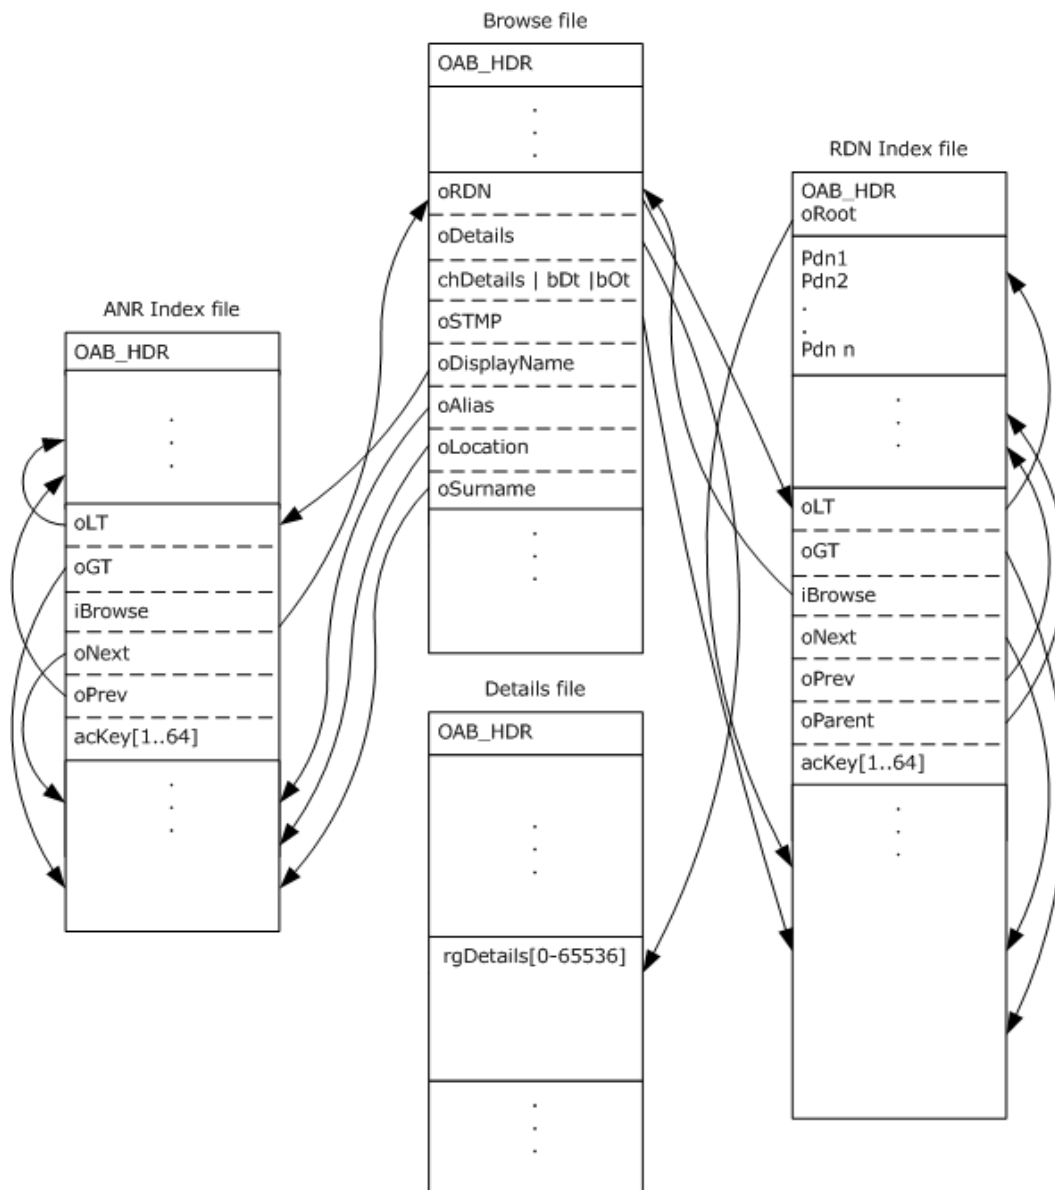 Browse file
OAB_HDR
.
.
.
oRDN
oDetails
chDetails | bDt |bOt
oSTMP
oDisplayName
oAlias
oLocation
oSurname
.
.
.
ANR Index file
OAB_HDR
.
.
.
oLT
oGT
iBrowse
oNext
oPrev
acKey[1..64]
.
.
.
Details file
OAB_HDR
.
.
.
rgDetails[0-65536]
.
.
.
RDN Index file
OAB_HDR
oRoot
Pdn1
Pdn2
.
.
Pdn n
.
.
.
oLT
oGT
iBrowse
oNext
oPrev
oParent
acKey[1..64]
.
.
.